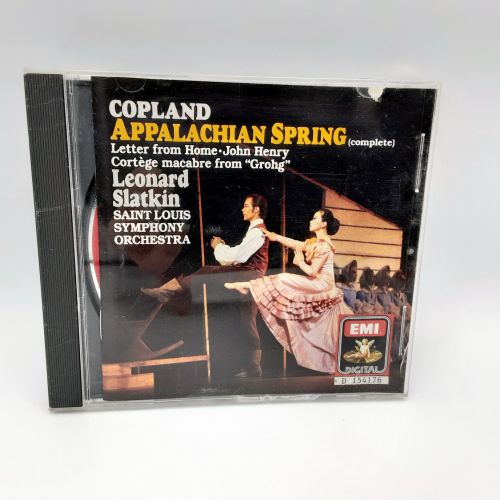 COPLAND
APPALACHIAN SPRING (complete)
Letter from Home • John Henry
Cortège macabre from "Grohg"
Leonard
Slatkin
SAINT LOUIS
SYMPHONY
ORCHESTRA
EMI
DIGITAL
D 154176